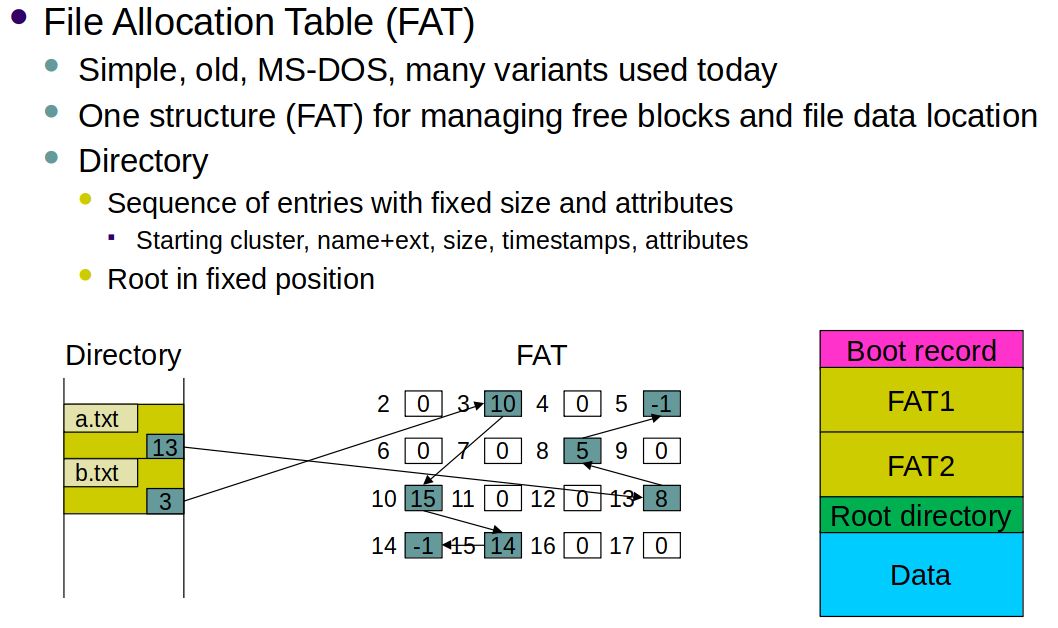 File Allocation Table (FAT)
Simple, old, MS-DOS, many variants used today
One structure (FAT) for managing free blocks and file data location
Directory
Sequence of entries with fixed size and attributes
Starting cluster, name+ext, size, timestamps, attributes
Root in fixed position
Directory
a.txt
13
b.txt
3
FAT
2 0 3 10 4 0 5 -1
6 0 7 0 8 5 9 0
10 15 11 0 12 0 13 8
14 -1 15 14 16 0 17 0
Boot record
FAT1
FAT2
Root directory
Data